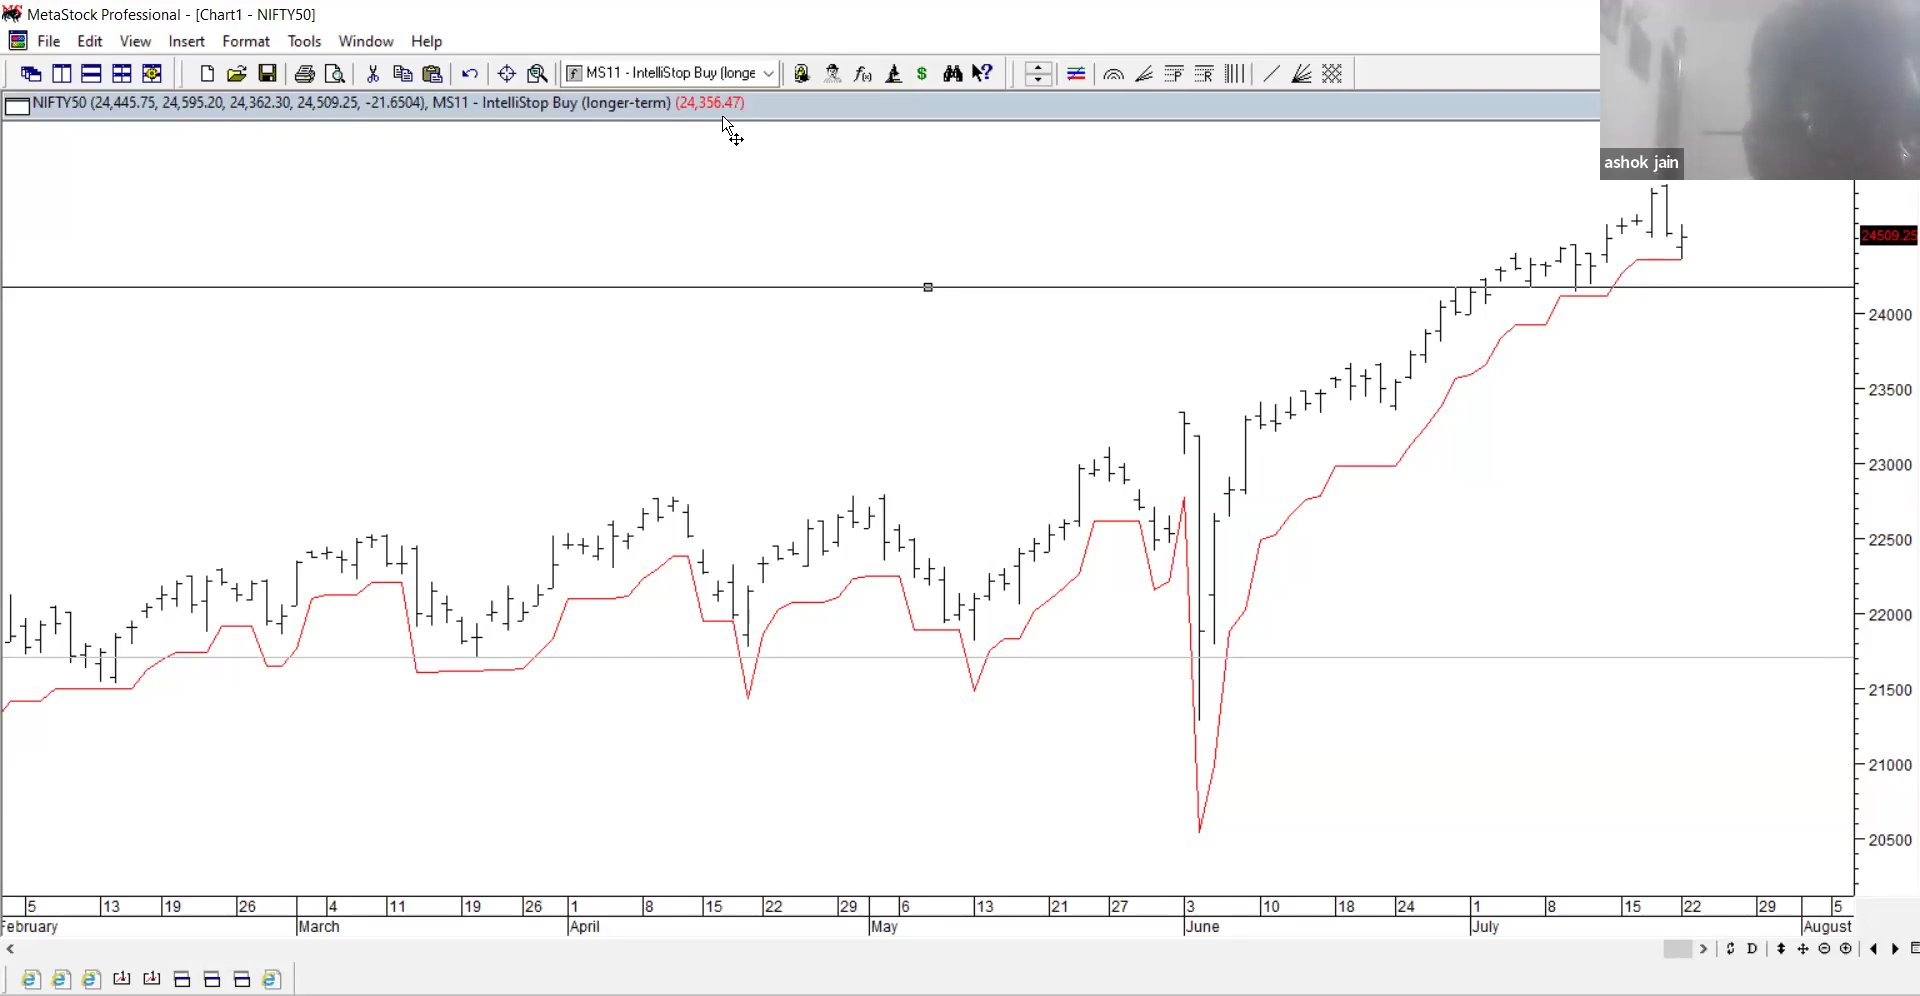 MetaStock Professional - [Chart1 - NIFTY50]
File Edit View Insert Format Tools Window Help
MS11 - IntelliStop Buy (longe
NIFTY50 (24,445.75, 24,595.20, 24,362.30, 24,509.25, -21.6504), MS11 - IntelliStop Buy (longer-term) (24,356.47)
ashok jain
24509.25
24000
23500
23000
22500
22000
21500
21000
20500
5 13 19 26 4 11 19 26 1 8 15 22 29 6 13 21 27 3 10 18 24 1 8 15 22 29 5
ebruary March April May June July August
D